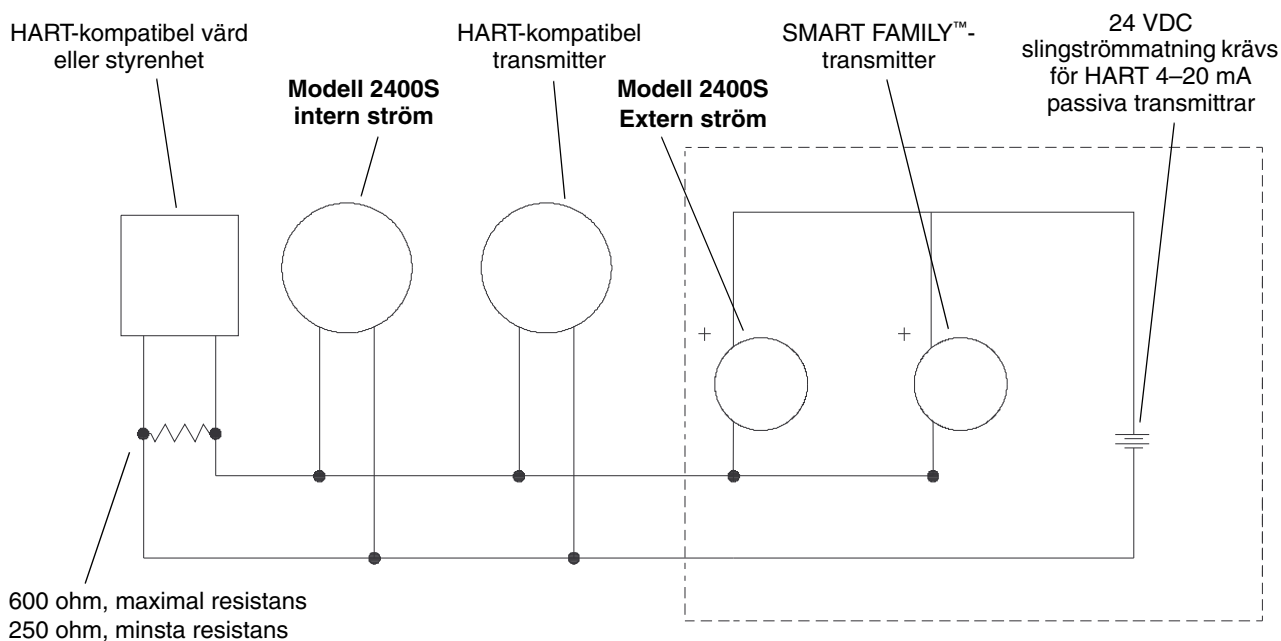 HART-kompatibel värd
eller styrenhet
Modell 2400S
intern ström
HART-kompatibel
transmitter
Modell 2400S
Extern ström
SMART FAMILY™-
transmitter
24 VDC
slingströmmatning krävs
för HART 4–20 mA
passiva transmittrar
+
+
600 ohm, maximal resistans
250 ohm, minsta resistans